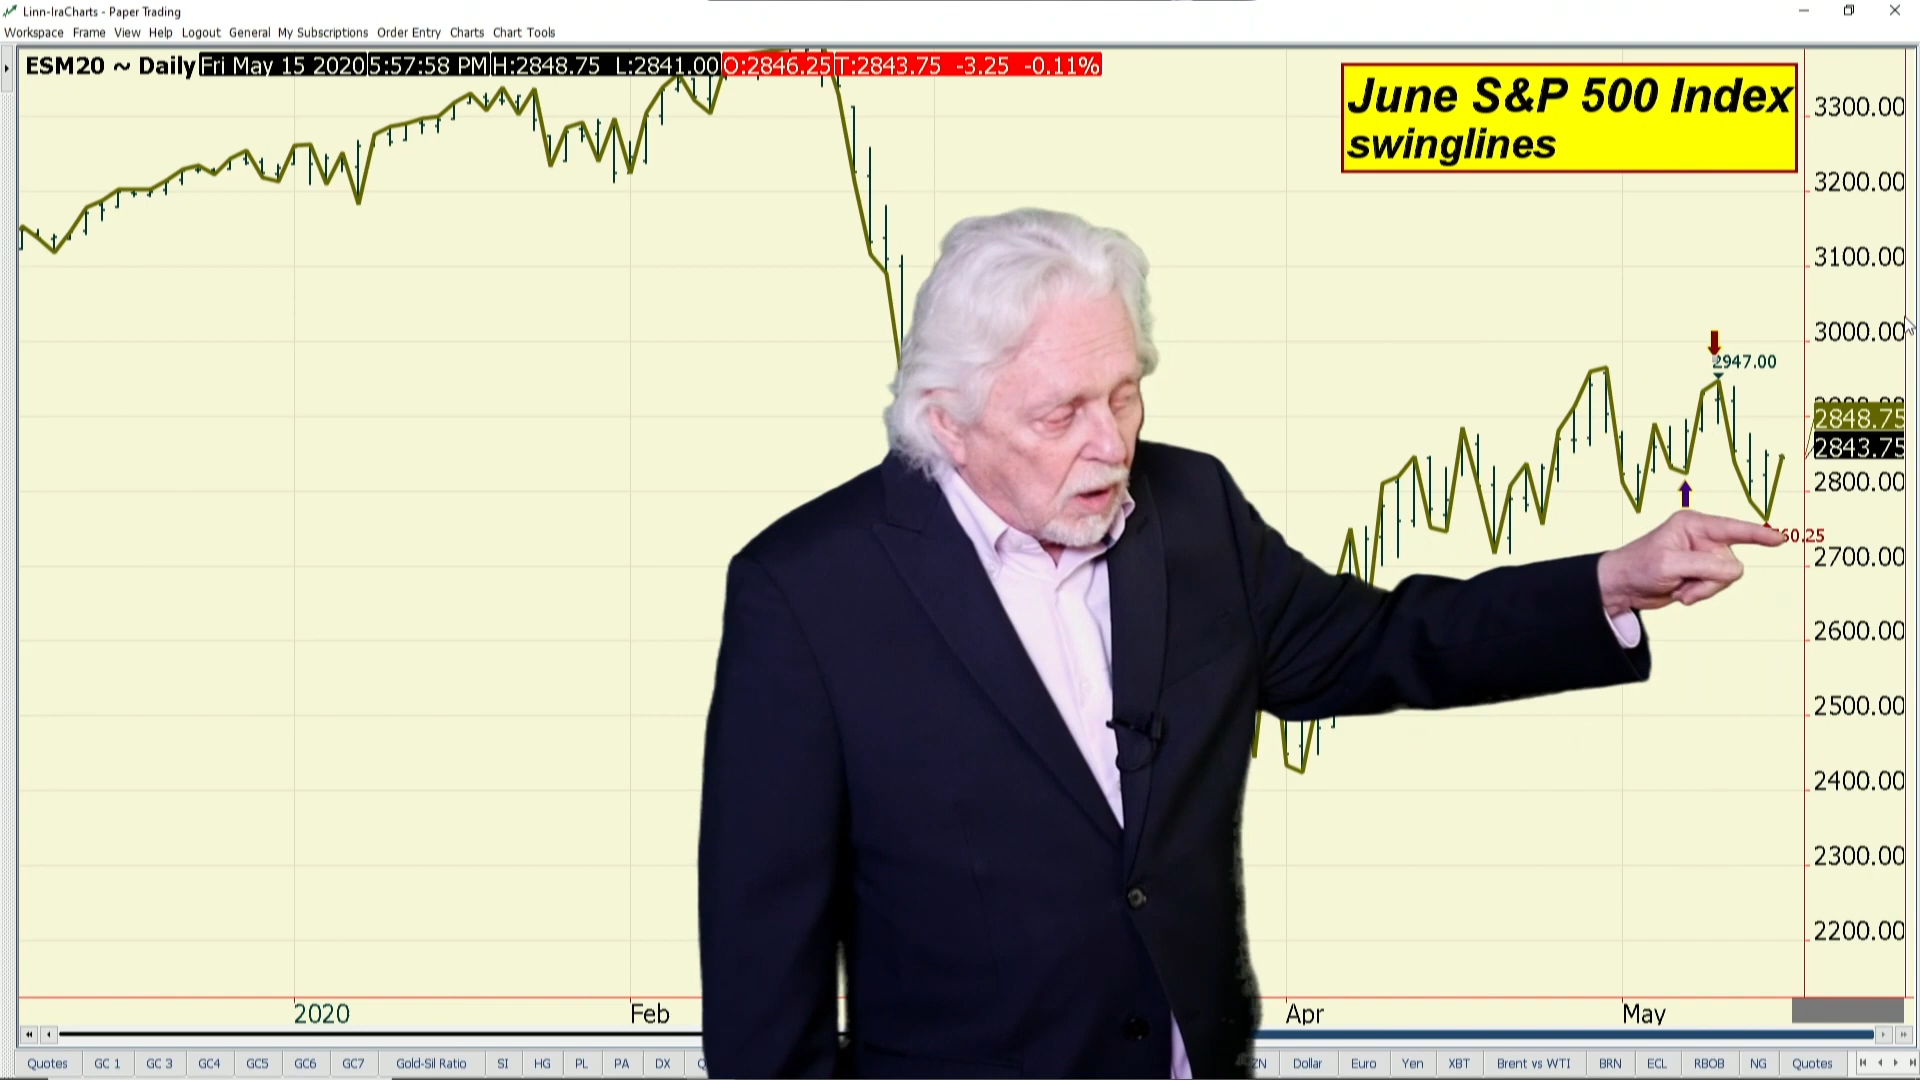 Linn-IraCharts - Paper Trading
Workspace Frame View Help Logout General My Subscriptions Order Entry Charts Chart Tools
ESM20 ~ Daily Fri May 15 2020 5:57:58 PM H:2848.75 L:2841.00 O:2846.25 T:2843.75 -3.25 -0.11%
June S&P 500 Index
swinglines
3300.00
3200.00
3100.00
3000.00
2947.00
2848.75
2843.75
2800.00
60.25
2700.00
2600.00
2500.00
2400.00
2300.00
2200.00
2020 Feb Apr May
Quotes GC 1 GC 3 GC4 GC5 GC6 GC7 Gold-Sil Ratio SI HG PL PA DX ZN Dollar Euro Yen XBT Brent vs WTI BRN ECL RBOB NG Quotes